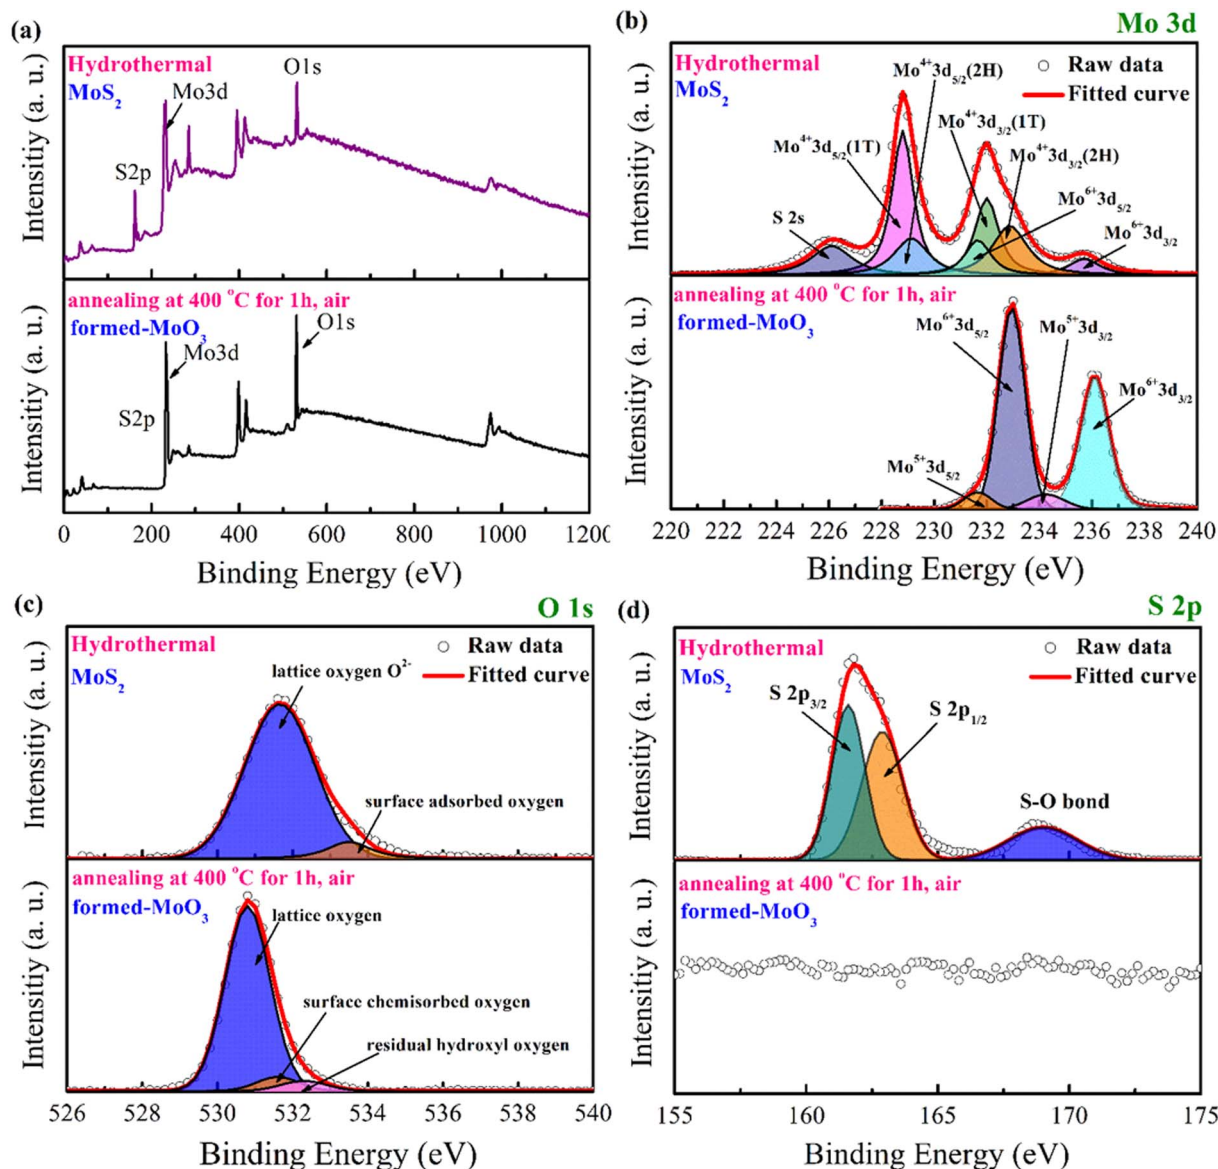 (a)
Hydrothermal
MoS2
S2p
Mo3d
O1s
Intensitiy (a. u.)
annealing at 400 °C for 1h, air
formed-MoO3
S2p
Mo3d
O1s
Intensitiy (a. u.)
0 200 400 600 800 1000 1200
Binding Energy (eV)
(b)
Mo 3d
Hydrothermal
MoS2
Raw data
Fitted curve
Mo4+3d5/2(2H)
Mo4+3d3/2(1T)
Mo4+3d5/2(1T)
Mo4+3d3/2(2H)
Mo6+3d5/2
Mo6+3d3/2
S 2s
Intensitiy (a. u.)
annealing at 400 °C for 1h, air
formed-MoO3
Mo6+3d5/2
Mo5+3d3/2
Mo6+3d3/2
Mo5+3d5/2
Intensitiy (a. u.)
220 222 224 226 228 230 232 234 236 238 240
Binding Energy (eV)
(c)
O 1s
Hydrothermal
MoS2
Raw data
Fitted curve
lattice oxygen O2-
surface adsorbed oxygen
Intensitiy (a. u.)
annealing at 400 °C for 1h, air
formed-MoO3
lattice oxygen
surface chemisorbed oxygen
residual hydroxyl oxygen
Intensitiy (a. u.)
526 528 530 532 534 536 538 540
Binding Energy (eV)
(d)
S 2p
Hydrothermal
MoS2
Raw data
Fitted curve
S 2p3/2
S 2p1/2
S-O bond
Intensitiy (a. u.)
annealing at 400 °C for 1h, air
formed-MoO3
Intensitiy (a. u.)
155 160 165 170 175
Binding Energy (eV)